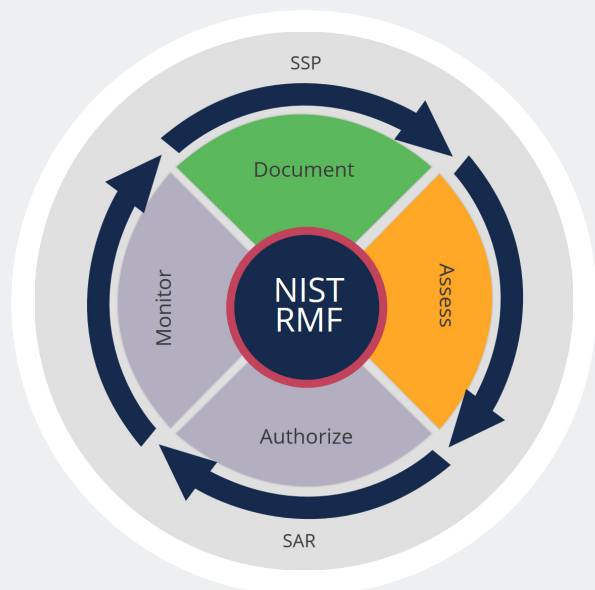 SSP
Document
Assess
NIST
RMF
Monitor
Authorize
SAR